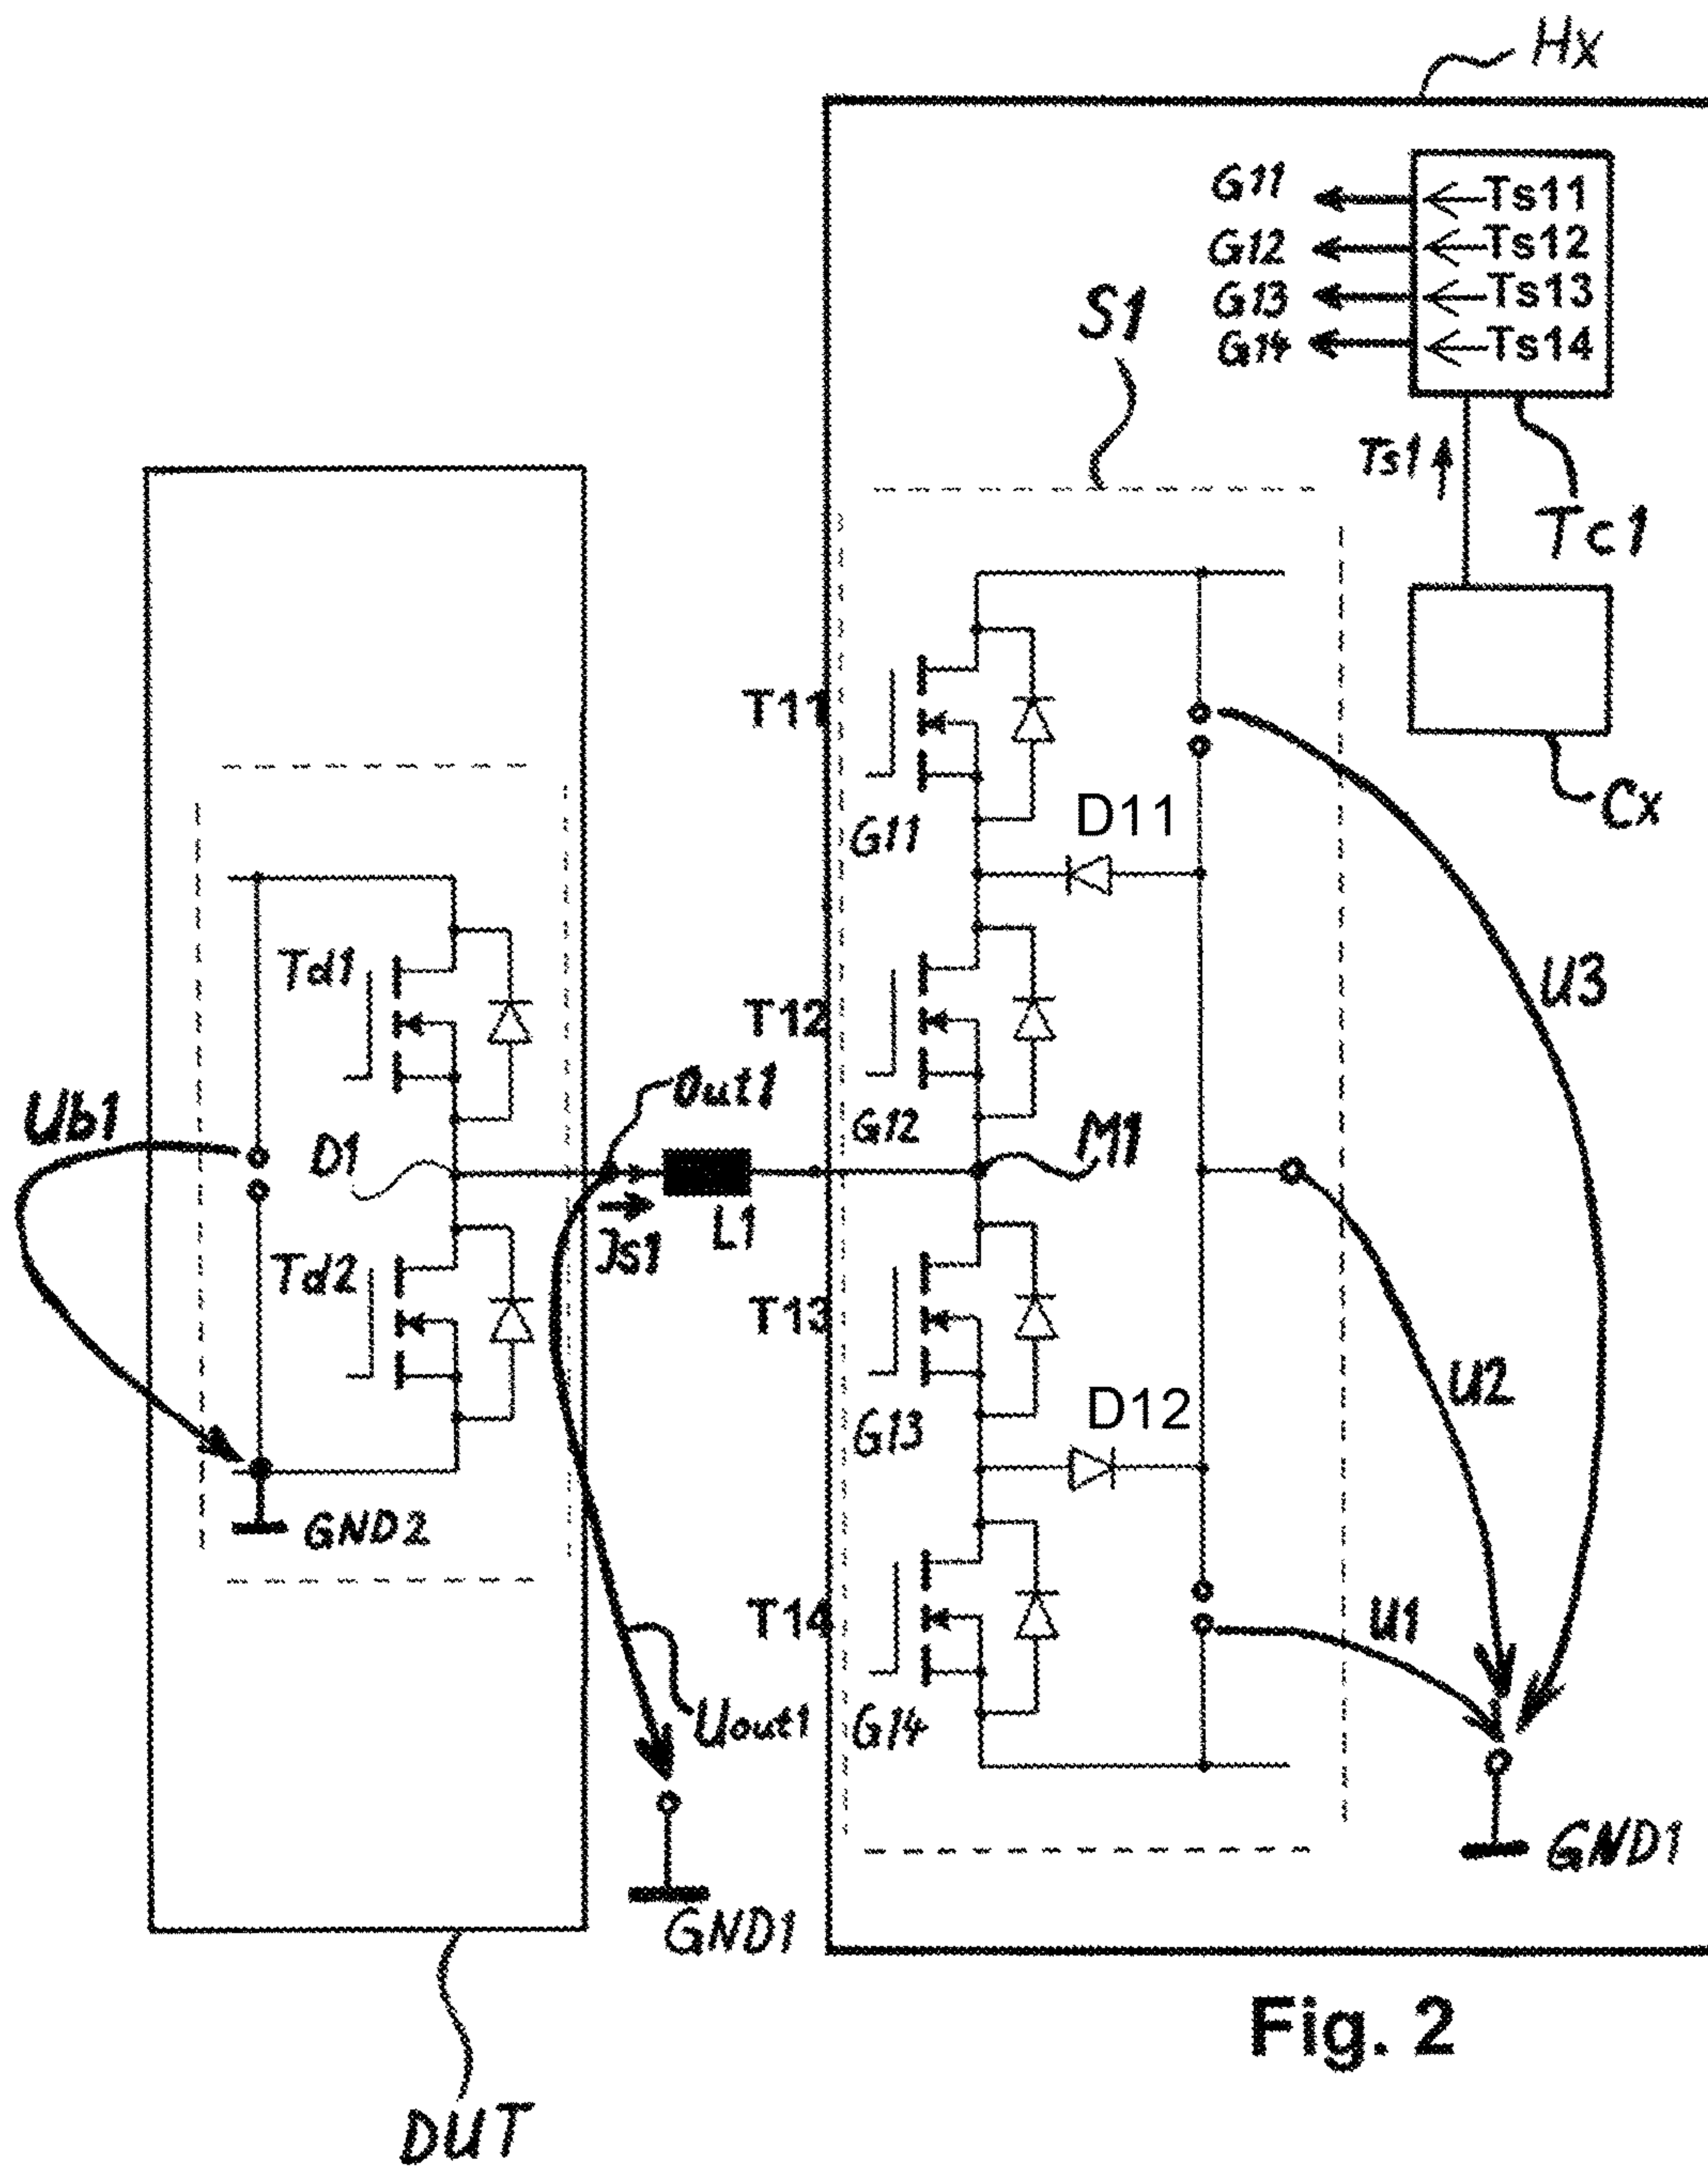 Hx
G11
Ts11
G12
Ts12
G13
Ts13
G14
Ts14
S1
Ts1
Tc1
T11
Cx
D11
G11
Td1
U3
T12
Out1
Ub1
G12
M1
D1
Js1
L1
Td2
T13
U2
D12
G13
GND2
T14
U1
Uout1
G14
GND1
GND1
Fig. 2
DUT